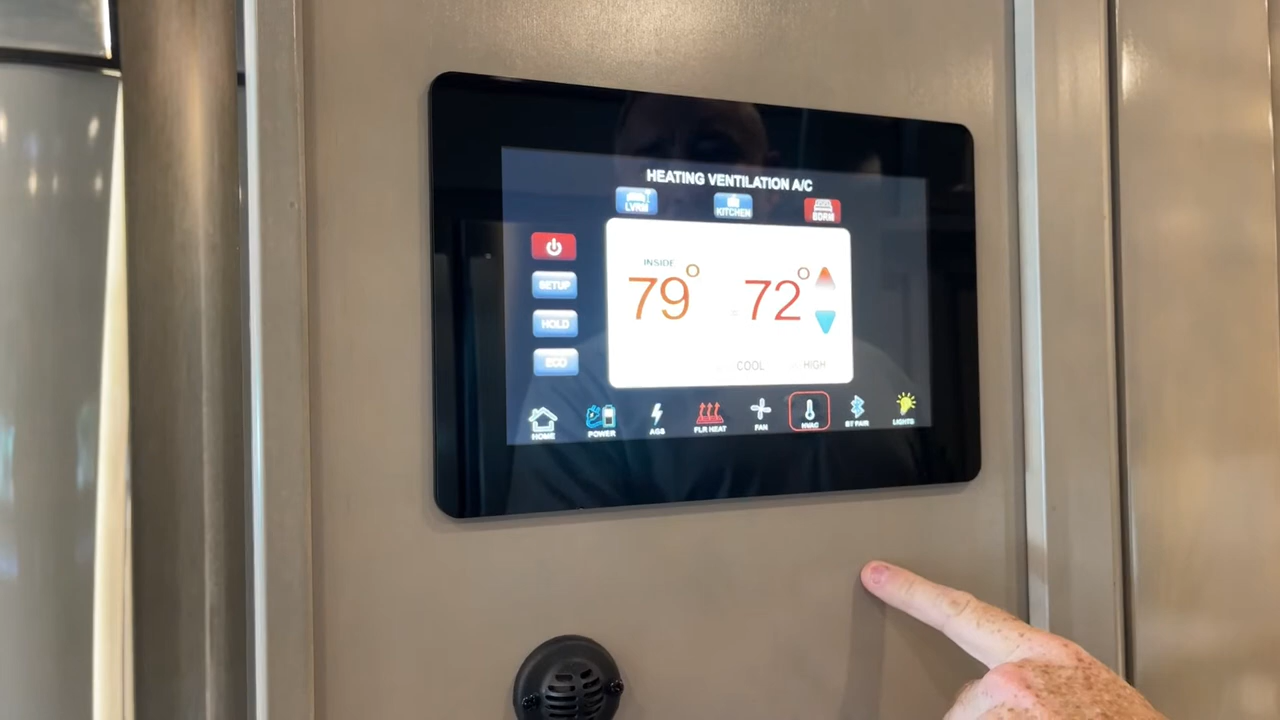 HEATING VENTILATION A/C
LVRM KITCHEN BDRM
SETUP
HOLD
ECO
INSIDE
79° 72°
COOL HIGH
HOME POWER AGS FLR HEAT FAN HVAC BT PAIR LIGHTS